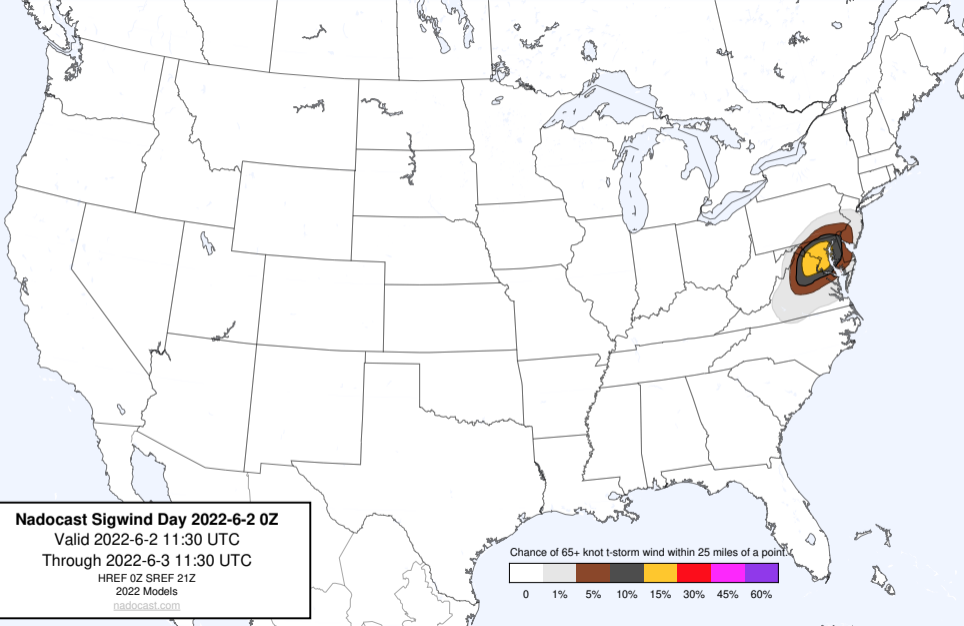 Nadocast Sigwind Day 2022-6-2 0Z
Valid 2022-6-2 11:30 UTC
Through 2022-6-3 11:30 UTC
HREF 0Z SREF 21Z
2022 Models
nadocast.com
Chance of 65+ knot t-storm wind within 25 miles of a point.
0 1% 5% 10% 15% 30% 45% 60%